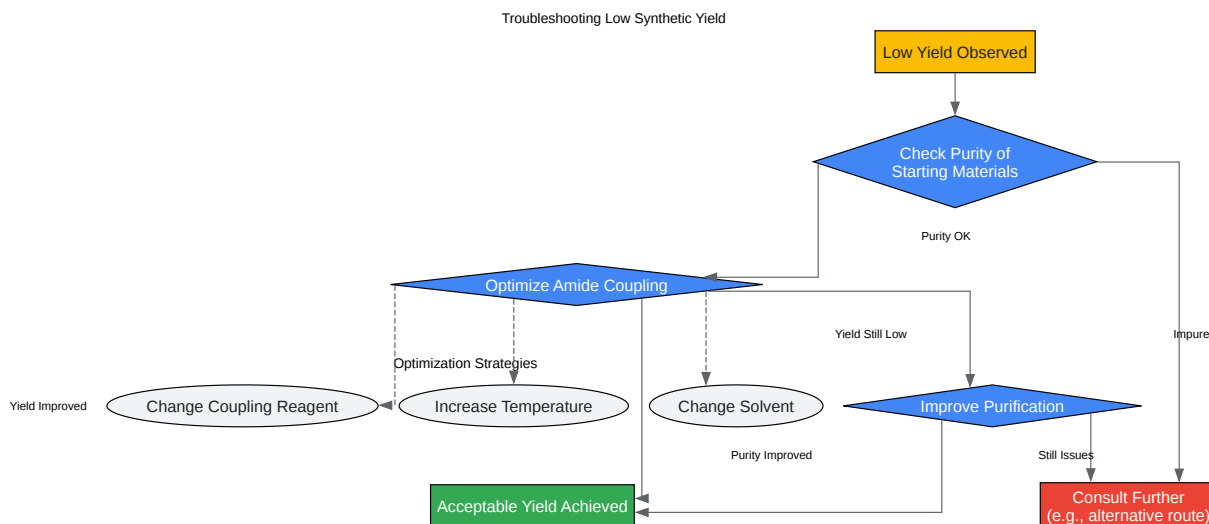 Troubleshooting Low Synthetic Yield
Low Yield Observed
Check Purity of
Starting Materials
Purity OK
Optimize Amide Coupling
Yield Still Low
Impure
Optimization Strategies
Yield Improved
Change Coupling Reagent
Increase Temperature
Change Solvent
Improve Purification
Purity Improved
Still Issues
Acceptable Yield Achieved
Consult Further
(e.g., alternative route)